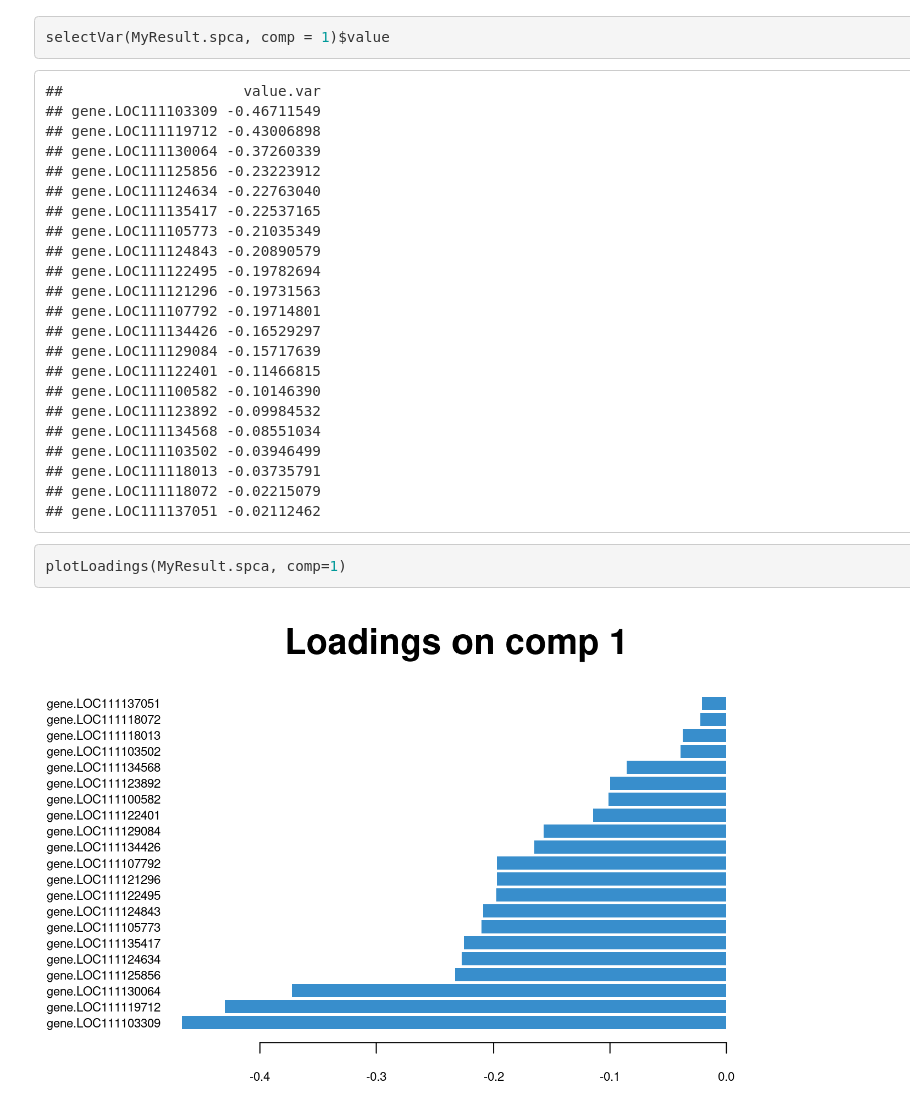 selectVar(MyResult.spca, comp = 1)$value
##                     value.var
## gene.LOC111103309 -0.46711549
## gene.LOC111119712 -0.43006898
## gene.LOC111130064 -0.37260339
## gene.LOC111125856 -0.23223912
## gene.LOC111124634 -0.22763040
## gene.LOC111135417 -0.22537165
## gene.LOC111105773 -0.21035349
## gene.LOC111124843 -0.20890579
## gene.LOC111122495 -0.19782694
## gene.LOC111121296 -0.19731563
## gene.LOC111107792 -0.19714801
## gene.LOC111134426 -0.16529297
## gene.LOC111129084 -0.15717639
## gene.LOC111122401 -0.11466815
## gene.LOC111100582 -0.10146390
## gene.LOC111123892 -0.09984532
## gene.LOC111134568 -0.08551034
## gene.LOC111103502 -0.03946499
## gene.LOC111118013 -0.03735791
## gene.LOC111118072 -0.02215079
## gene.LOC111137051 -0.02112462
plotLoadings(MyResult.spca, comp=1)
Loadings on comp 1
gene.LOC111137051
gene.LOC111118072
gene.LOC111118013
gene.LOC111103502
gene.LOC111134568
gene.LOC111123892
gene.LOC111100582
gene.LOC111122401
gene.LOC111129084
gene.LOC111134426
gene.LOC111107792
gene.LOC111121296
gene.LOC111122495
gene.LOC111124843
gene.LOC111105773
gene.LOC111135417
gene.LOC111124634
gene.LOC111125856
gene.LOC111130064
gene.LOC111119712
gene.LOC111103309
-0.4 -0.3 -0.2 -0.1 0.0